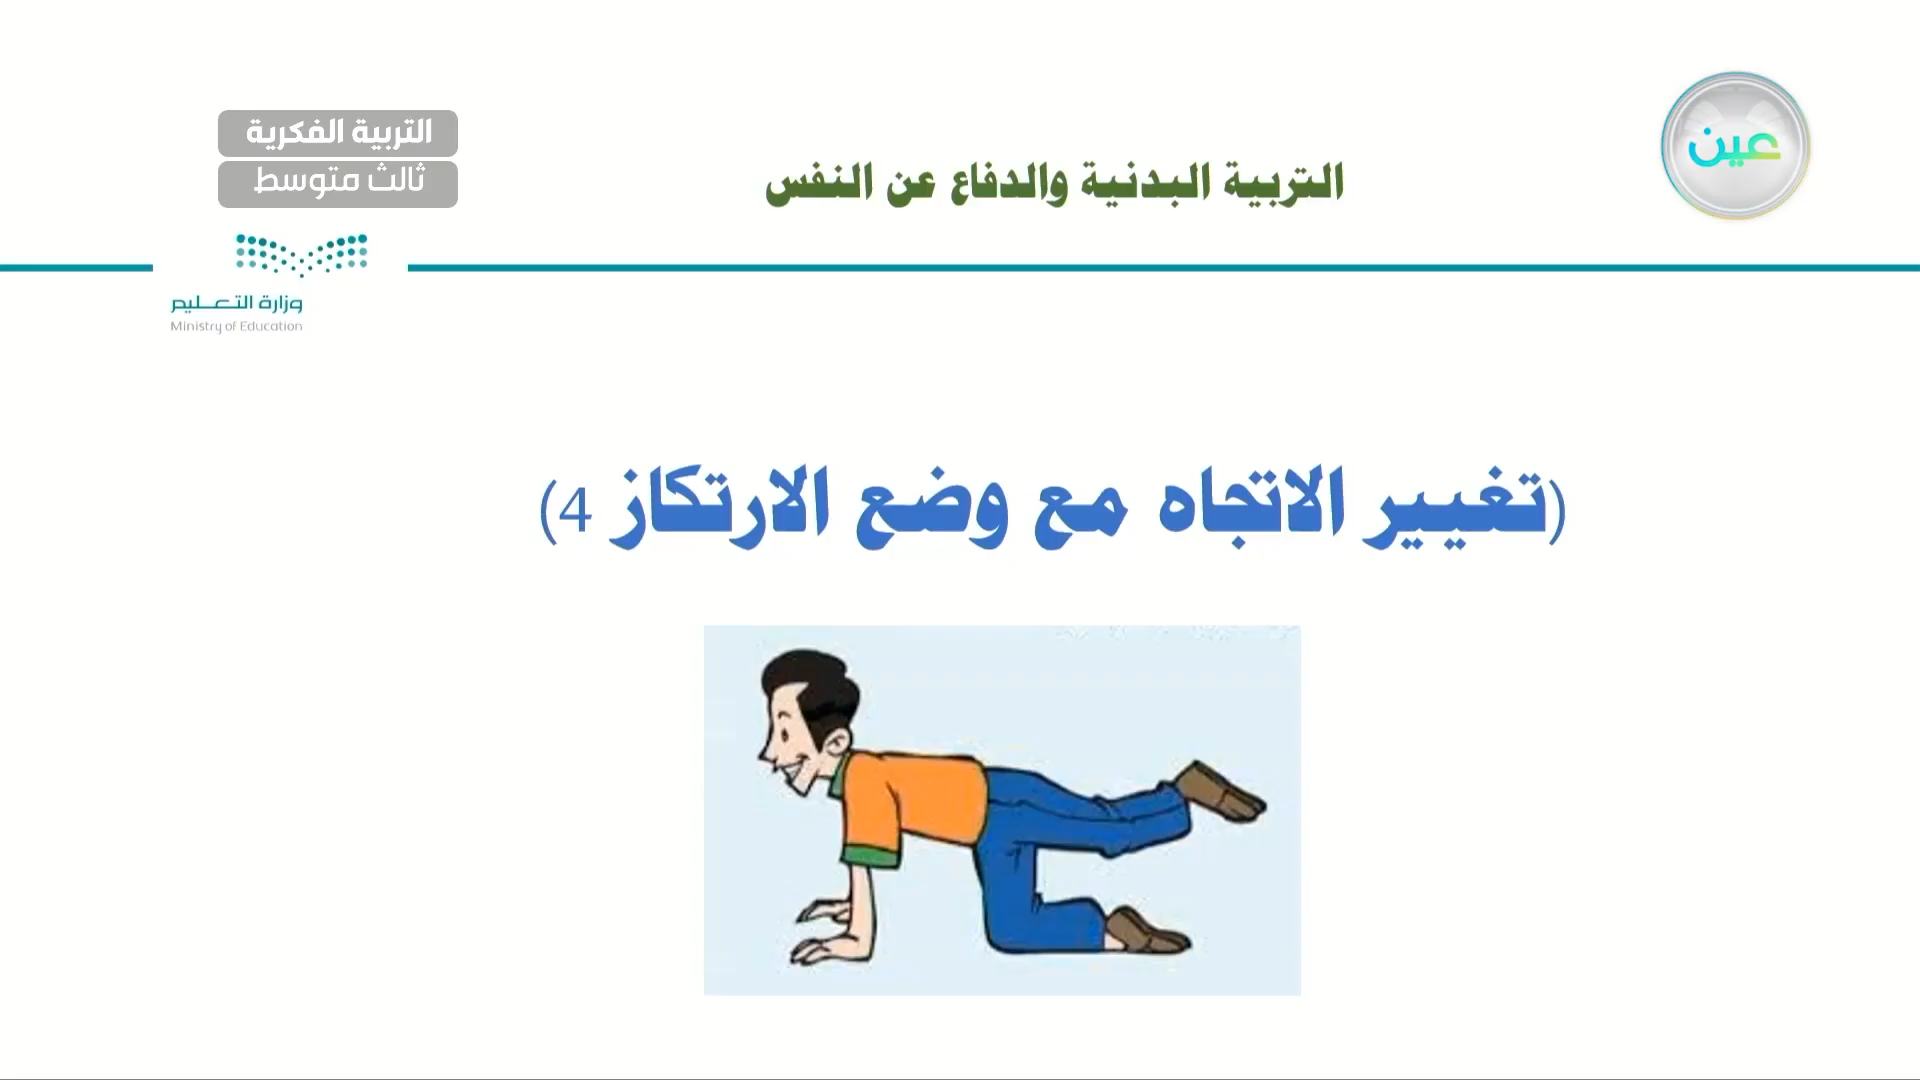 التربية الفكرية
ثالث متوسط
عين
التربية البدنية والدفاع عن النفس
وزارة التعليم
Ministry of Education
(تغيير الاتجاه مع وضع الارتكاز 4)